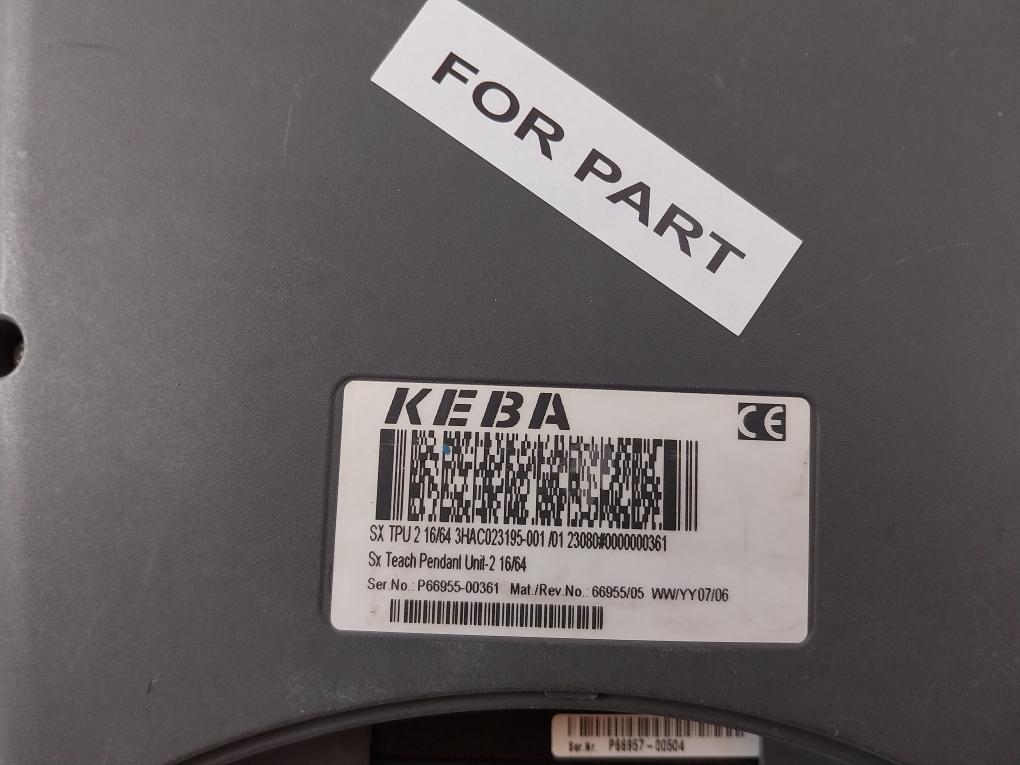 FOR PART
KEBA
CE
SX TPU 2 16/64 3HAC023195-001 /01 23080#0000000361
Sx Teach Pendant Unit-2 16/64
Ser.No.: P66955-00361 Mat./Rev.No.: 66955/05 WW/YY07/06
Ser.Nr. P66957-00504